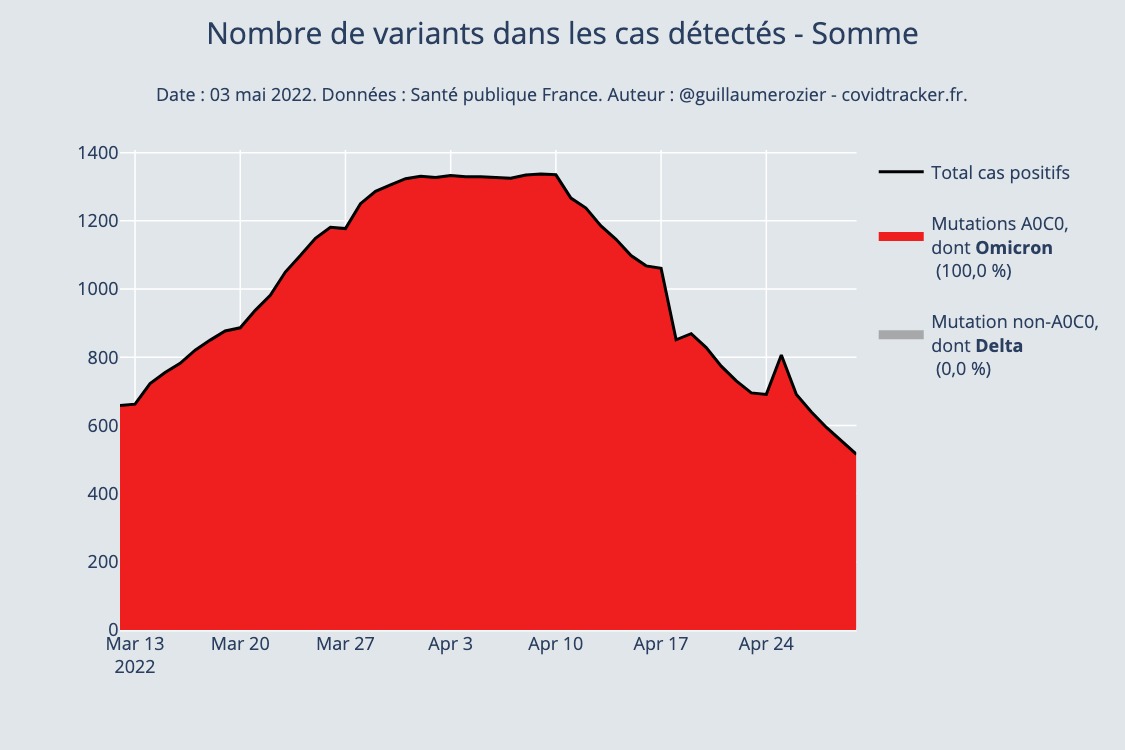 Nombre de variants dans les cas détectés - Somme
Date : 03 mai 2022. Données : Santé publique France. Auteur : @guillaumerozier - covidtracker.fr.
1400
1200
1000
800
600
400
200
0
Mar 13
2022
Mar 20
Mar 27
Apr 3
Apr 10
Apr 17
Apr 24
Total cas positifs
Mutations A0C0,
dont Omicron
(100,0 %)
Mutation non-A0C0,
dont Delta
(0,0 %)